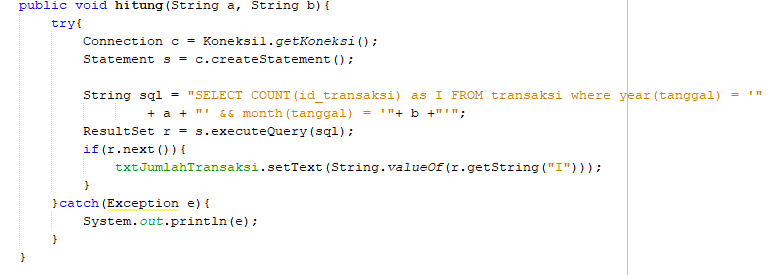 public void hitung(String a, String b){
try{
Connection c = Koneksi1.getKoneksi();
Statement s = c.createStatement();
String sql = "SELECT COUNT(id_transaksi) as I FROM transaksi where year(tanggal) = '"
+ a + "' && month(tanggal) = '"+ b +"'";
ResultSet r = s.executeQuery(sql);
if(r.next()){
txtJumlahTransaksi.setText(String.valueOf(r.getString("I")));
}
}catch(Exception e){
System.out.println(e);
}
}